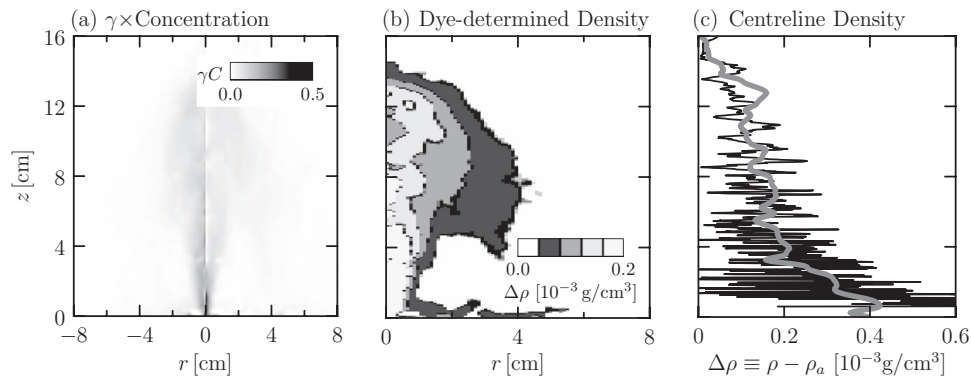 (a) γ×Concentration
(b) Dye-determined Density
(c) Centreline Density
16
12
8
4
0
z [cm]
γC
0.0
0.5
−8
−4
0
4
8
r [cm]
0.0
0.2
Δρ [10⁻³ g/cm³]
0
4
8
r [cm]
0
0.2
0.4
0.6
Δρ ≡ ρ − ρₐ [10⁻³g/cm³]